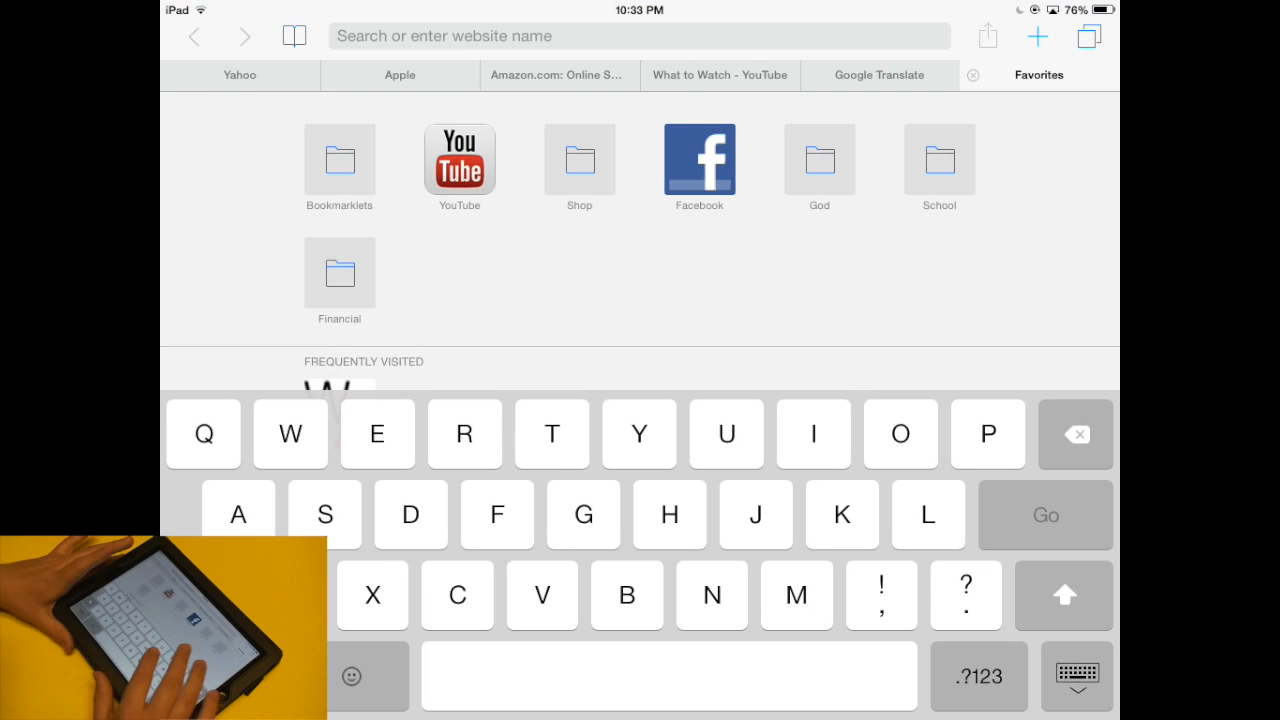 iPad 10:33 PM 76%
Search or enter website name
Yahoo Apple Amazon.com: Online S... What to Watch - YouTube Google Translate Favorites
You
Tube
f
Bookmarklets YouTube Shop Facebook God School
Financial
FREQUENTLY VISITED
W
Q W E R T Y U I O P
A S D F G H J K L Go
X C V B N M ! , ? .
.?123